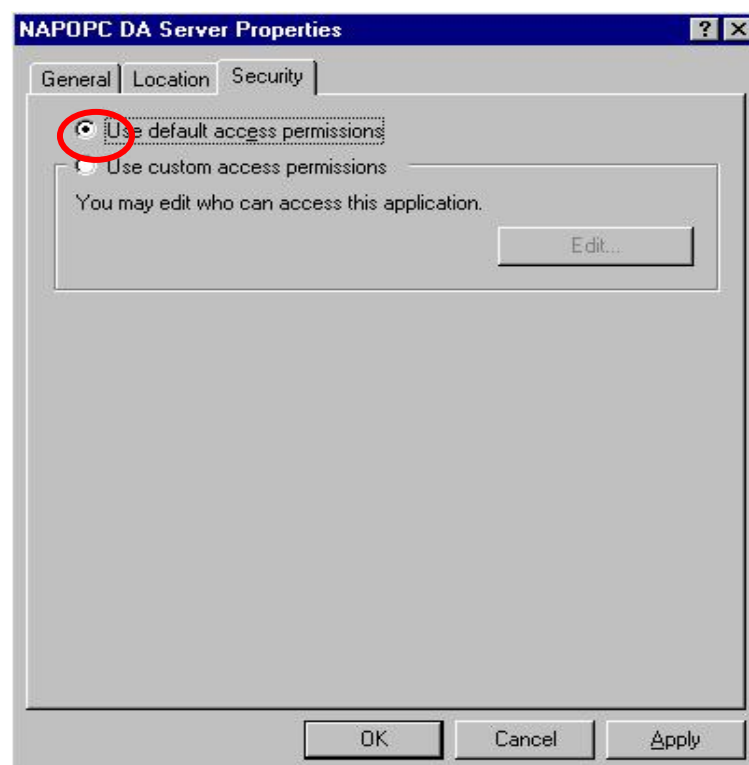 NAPOPC DA Server Properties
General Location Security
Use default access permissions
Use custom access permissions
You may edit who can access this application.
Edit...
OK Cancel Apply